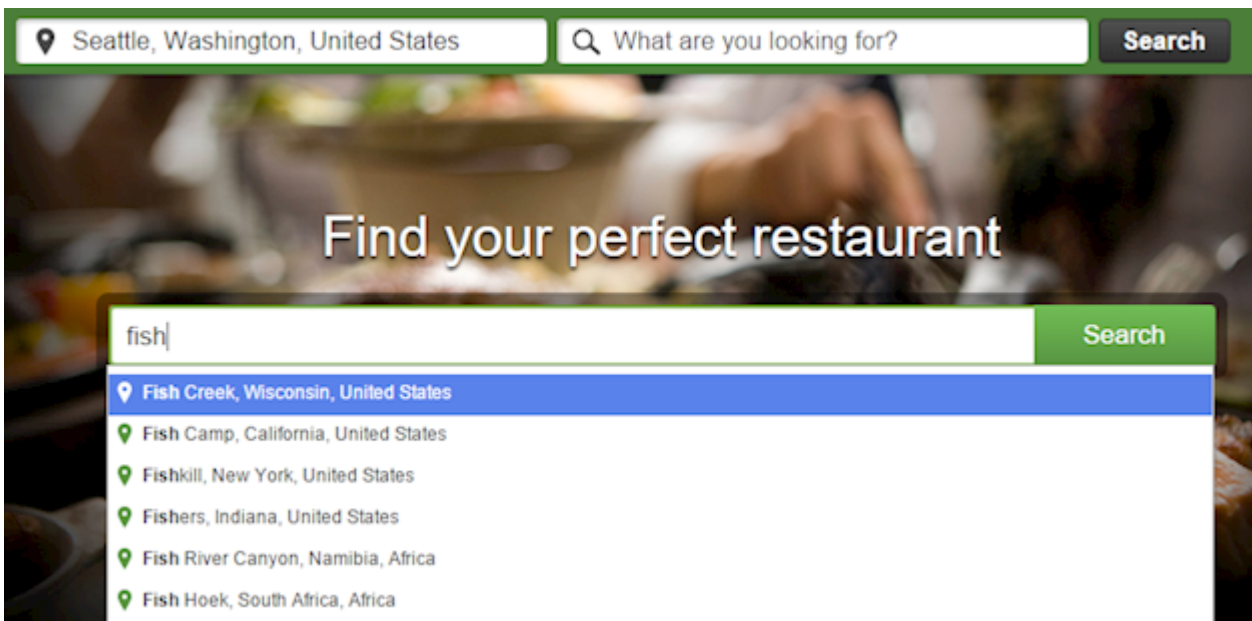 Seattle, Washington, United States What are you looking for? Search
Find your perfect restaurant
fish Search
Fish Creek, Wisconsin, United States
Fish Camp, California, United States
Fishkill, New York, United States
Fishers, Indiana, United States
Fish River Canyon, Namibia, Africa
Fish Hoek, South Africa, Africa